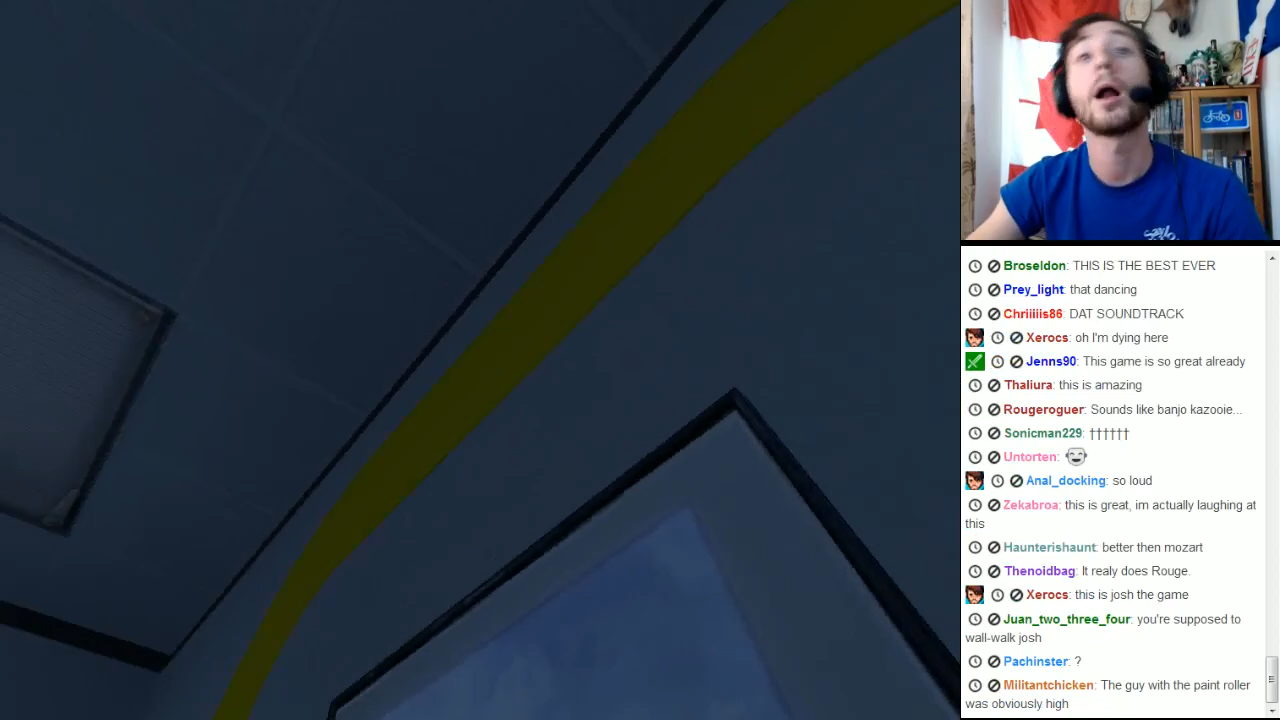 Broseldon: THIS IS THE BEST EVER
Prey_light: that dancing
Chriiiiis86: DAT SOUNDTRACK
Xerocs: oh I'm dying here
Jenns90: This game is so great already
Thaliura: this is amazing
Rougeroguer: Sounds like banjo kazooie...
Sonicman229: ††††††
Untorten:
Anal_docking: so loud
Zekabroa: this is great, im actually laughing at
this
Haunterishaunt: better then mozart
Thenoidbag: It realy does Rouge.
Xerocs: this is josh the game
Juan_two_three_four: you're supposed to
wall-walk josh
Pachinster: ?
Militantchicken: The guy with the paint roller
was obviously high